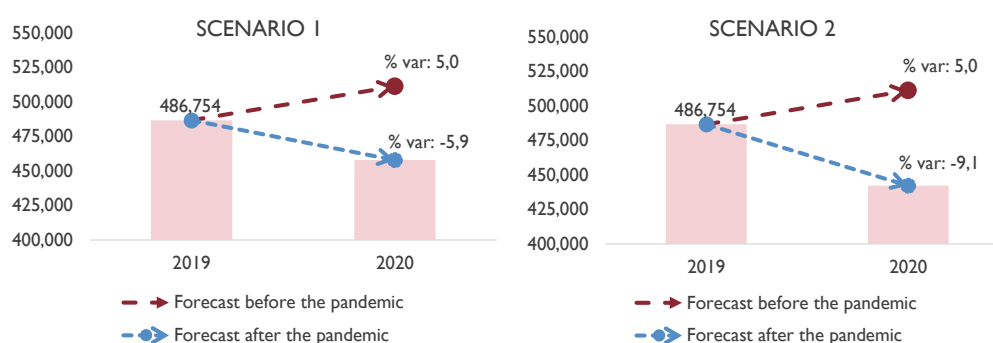 SCENARIO 1
550,000
525,000
500,000
475,000
450,000
425,000
400,000
486,754
% var: 5,0
% var: -5,9
2019 2020
Forecast before the pandemic
Forecast after the pandemic
SCENARIO 2
550,000
525,000
500,000
475,000
450,000
425,000
400,000
486,754
% var: 5,0
% var: -9,1
2019 2020
Forecast before the pandemic
Forecast after the pandemic